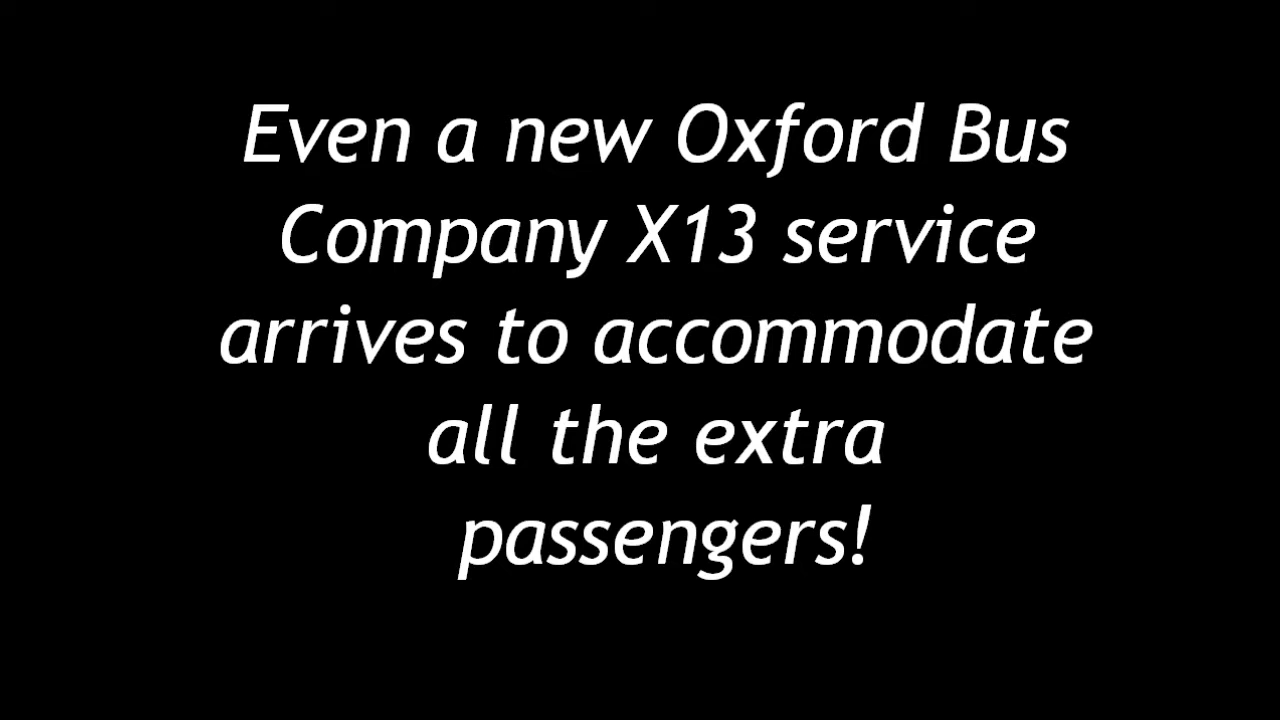 Even a new Oxford Bus
Company X13 service
arrives to accommodate
all the extra
passengers!